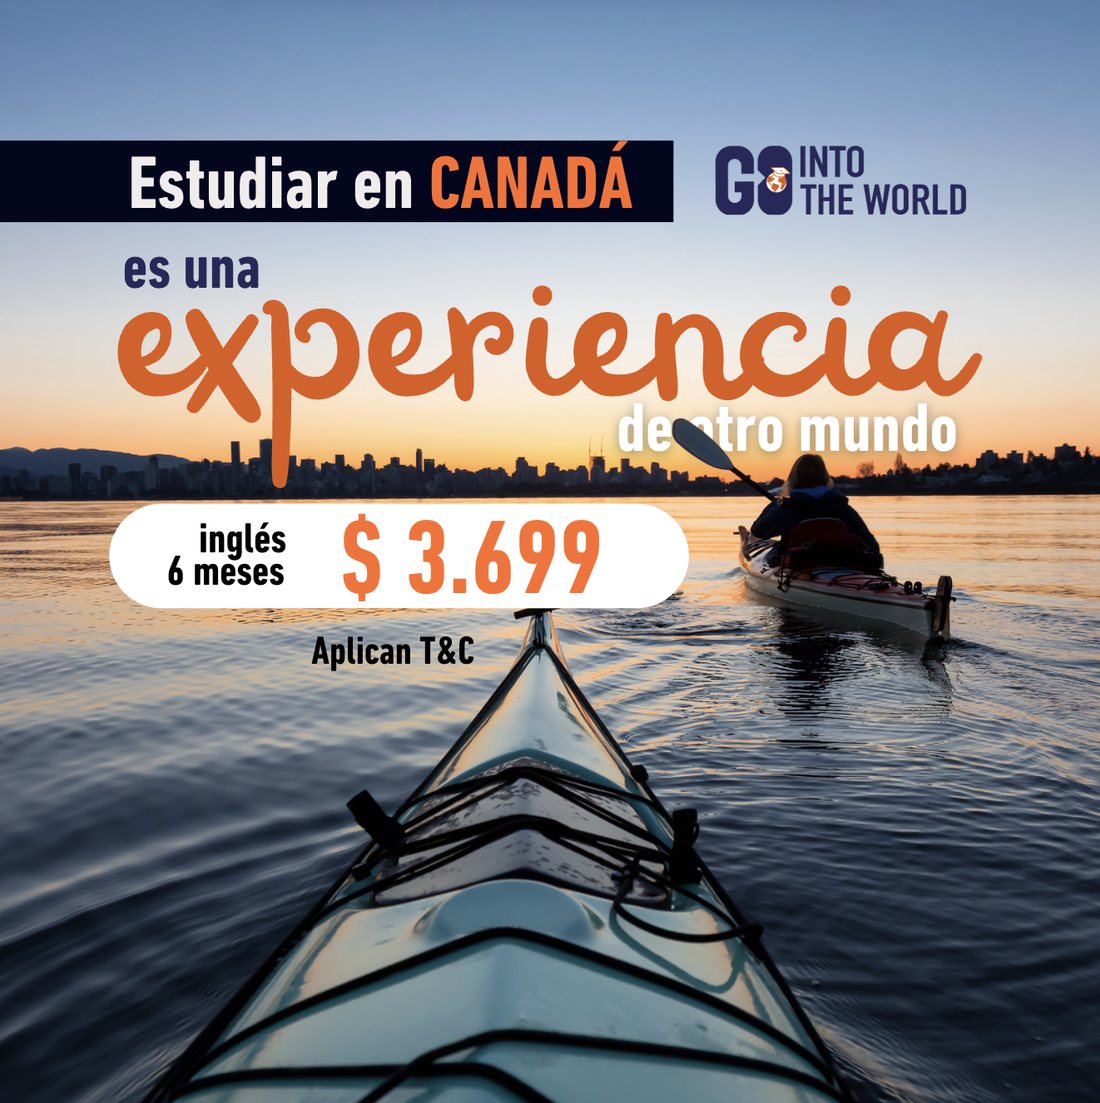 Estudiar en CANADÁ
GO INTO
THE WORLD
es una
experiencia
de otro mundo
inglés
6 meses
$ 3.699
Aplican T&C